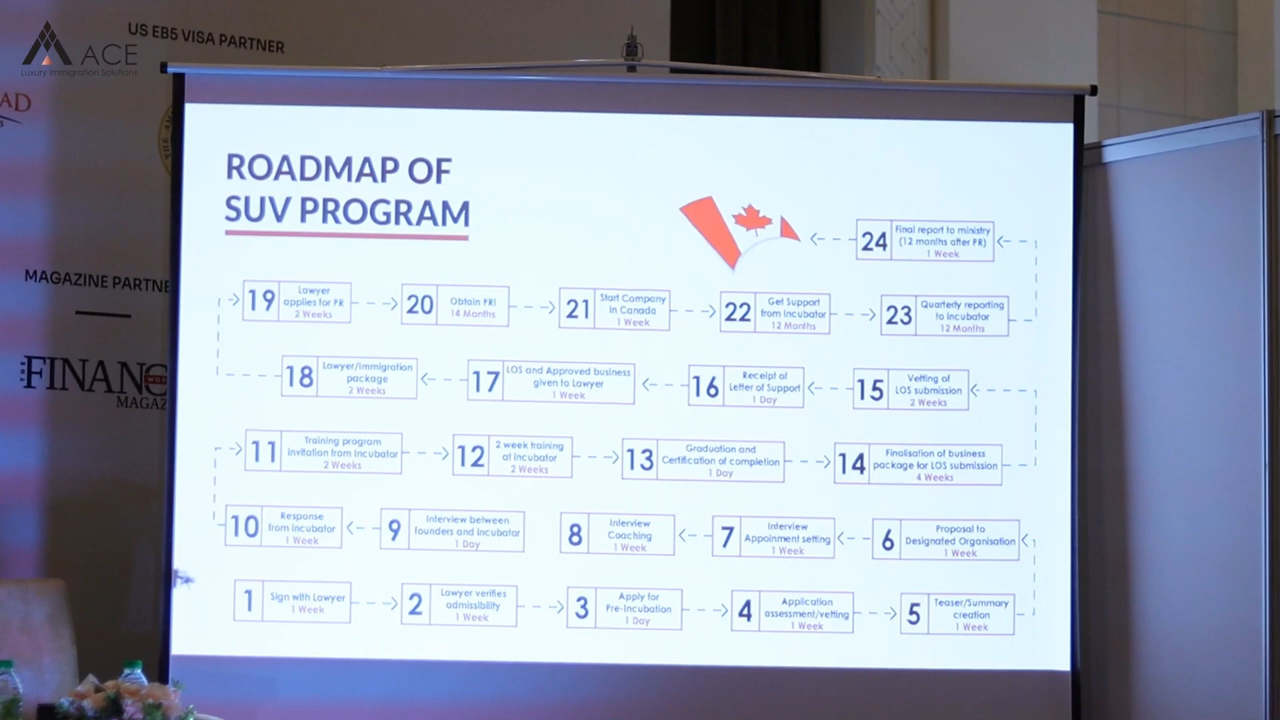 ACE
Luxury Immigration Solutions
US EB5 VISA PARTNER
AD
MAGAZINE PARTNE
THE
FINANC
MAGAZ
ROADMAP OF
SUV PROGRAM
24
Final report to ministry
(12 months after PR)
1 Week
19
Lawyer
applies for PR
2 Weeks
20
Obtain PR!
14 Months
21
Start Company
in Canada
1 Week
22
Get Support
from Incubator
12 Months
23
Quarterly reporting
to incubator
12 Months
18
Lawyer/Immigration
package
2 Weeks
17
LOS and Approved business
given to Lawyer
1 Week
16
Receipt of
Letter of Support
1 Day
15
Vetting of
LOS submission
2 Weeks
11
Training program
invitation from Incubator
2 Weeks
12
2 week training
at Incubator
2 Weeks
13
Graduation and
Certification of completion
1 Day
14
Finalisation of business
package for LOS submission
4 Weeks
10
Response
from Incubator
1 Week
9
Interview between
founders and incubator
1 Day
8
Interview
Coaching
1 Week
7
Interview
Appoinment setting
1 Week
6
Proposal to
Designated Organisation
1 Week
1
Sign with Lawyer
1 Week
2
Lawyer verifies
admissibility
1 Week
3
Apply for
Pre-Incubation
1 Day
4
Application
assessment/vetting
1 Week
5
Teaser/Summary
creation
1 Week